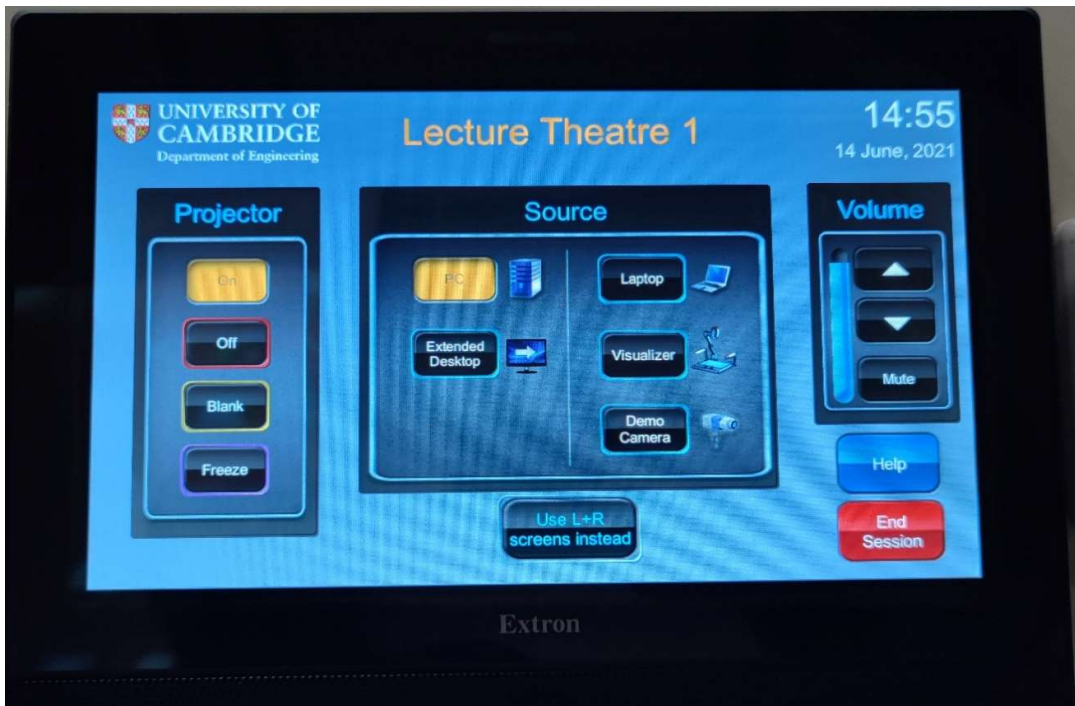 UNIVERSITY OF
CAMBRIDGE
Department of Engineering
Lecture Theatre 1
14:55
14 June, 2021
Projector
On
Off
Blank
Freeze
Source
PC
Extended
Desktop
Laptop
Visualizer
Demo
Camera
Use L+R
screens instead
Volume
Mute
Help
End
Session
Extron